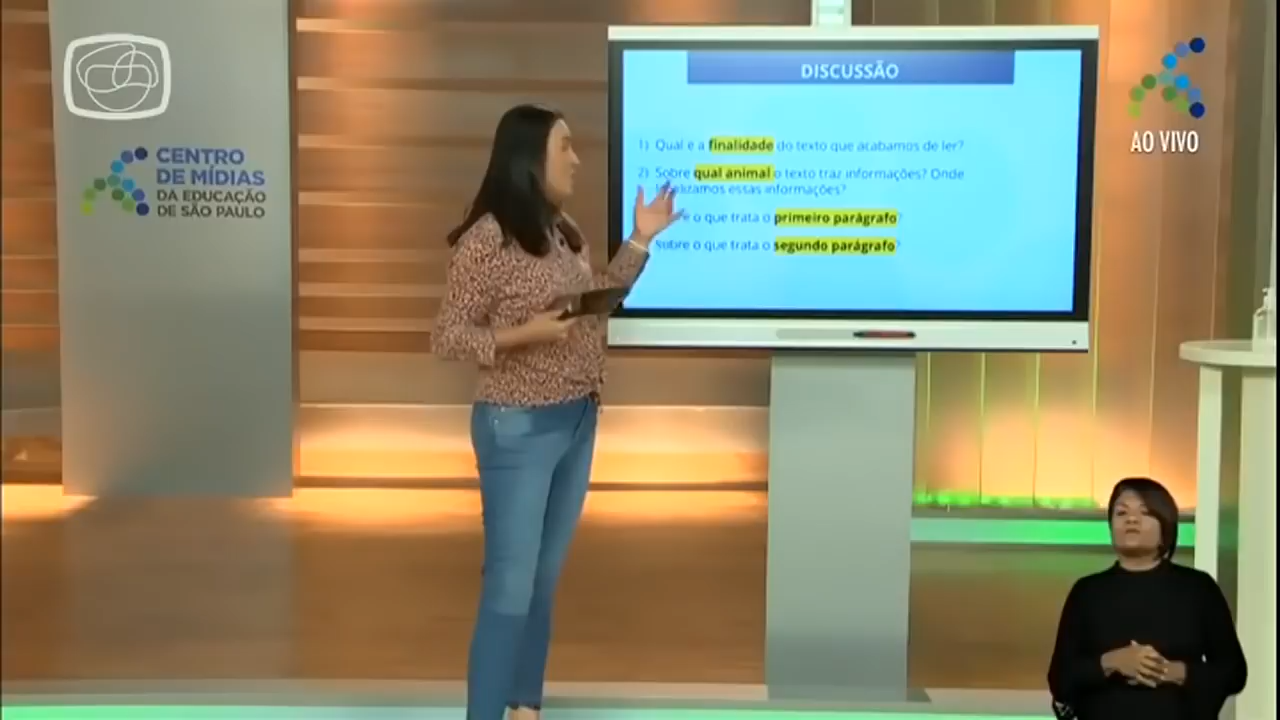 CENTRO
DE MÍDIAS
DA EDUCAÇÃO
DE SÃO PAULO
DISCUSSÃO
1) Qual é a finalidade do texto que acabamos de ler?
2) Sobre qual animal o texto traz informações? Onde
essas informações?
o que trata o primeiro parágrafo?
Sobre o que trata o segundo parágrafo?
AO VIVO